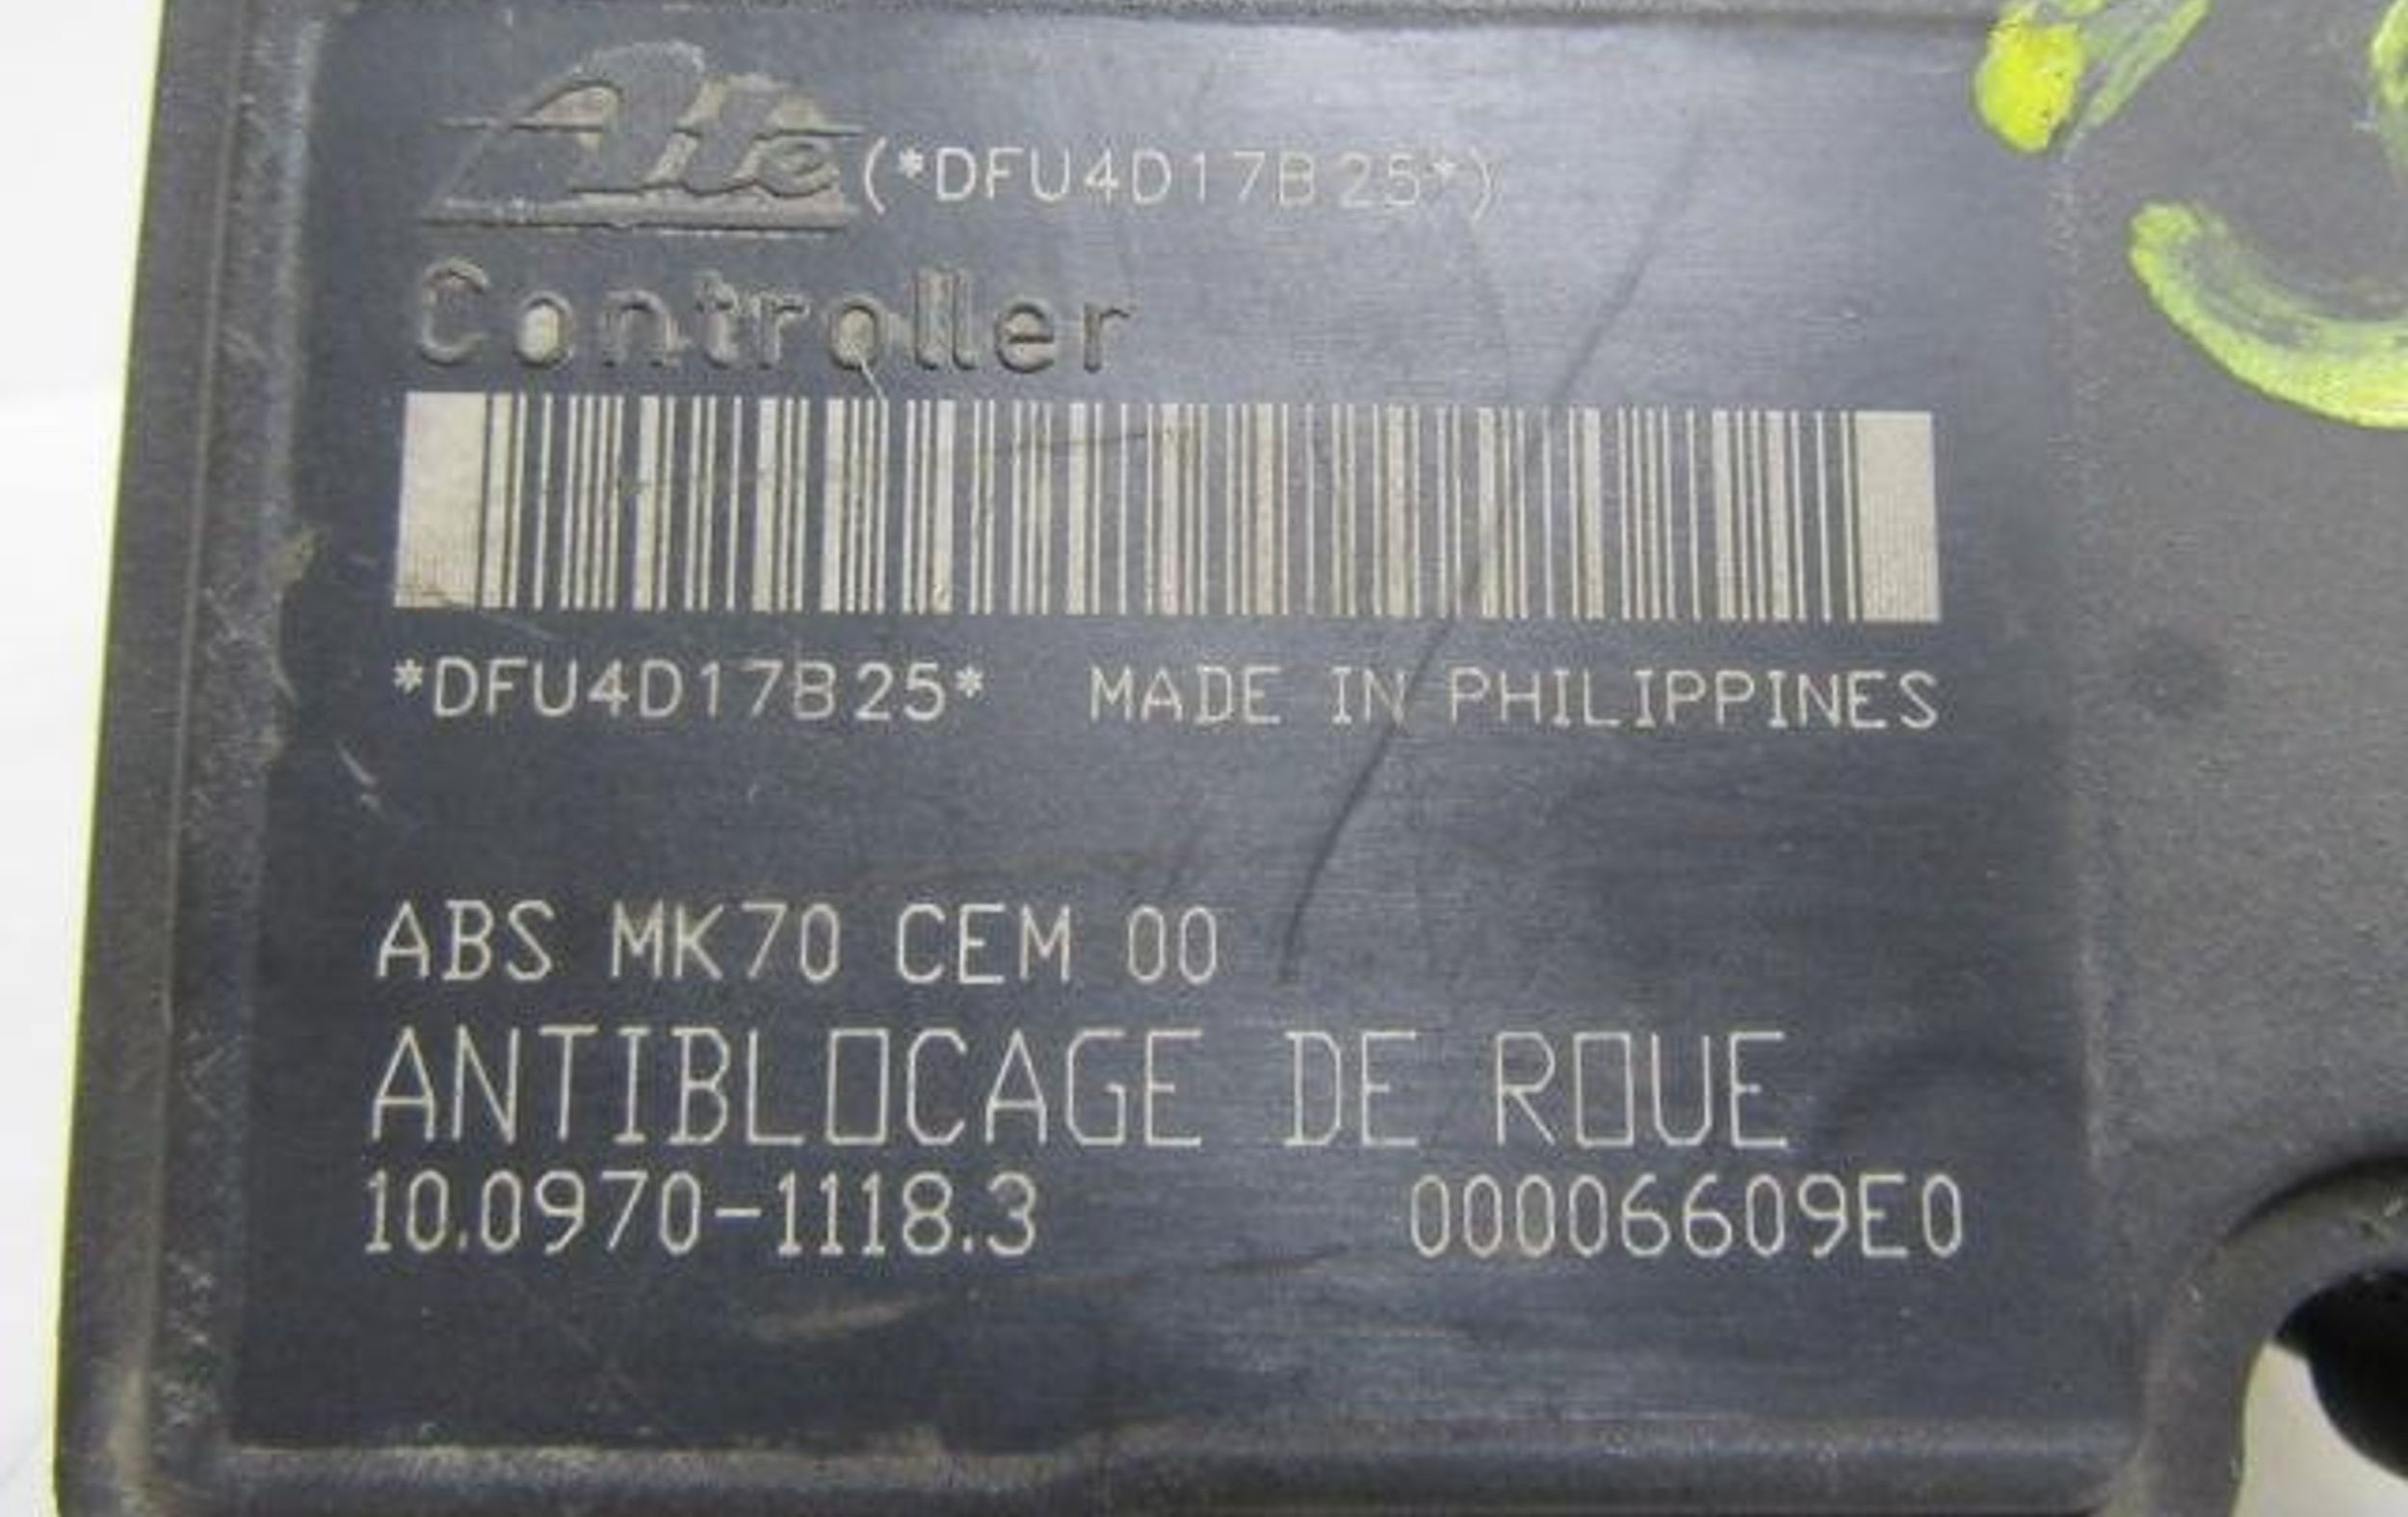 Ate (*DFU4D17B25*)
Controller
*DFU4D17B25* MADE IN PHILIPPINES
ABS MK70 CEM 00
ANTIBLOCAGE DE ROUE
10.0970-1118.3 00006609E0